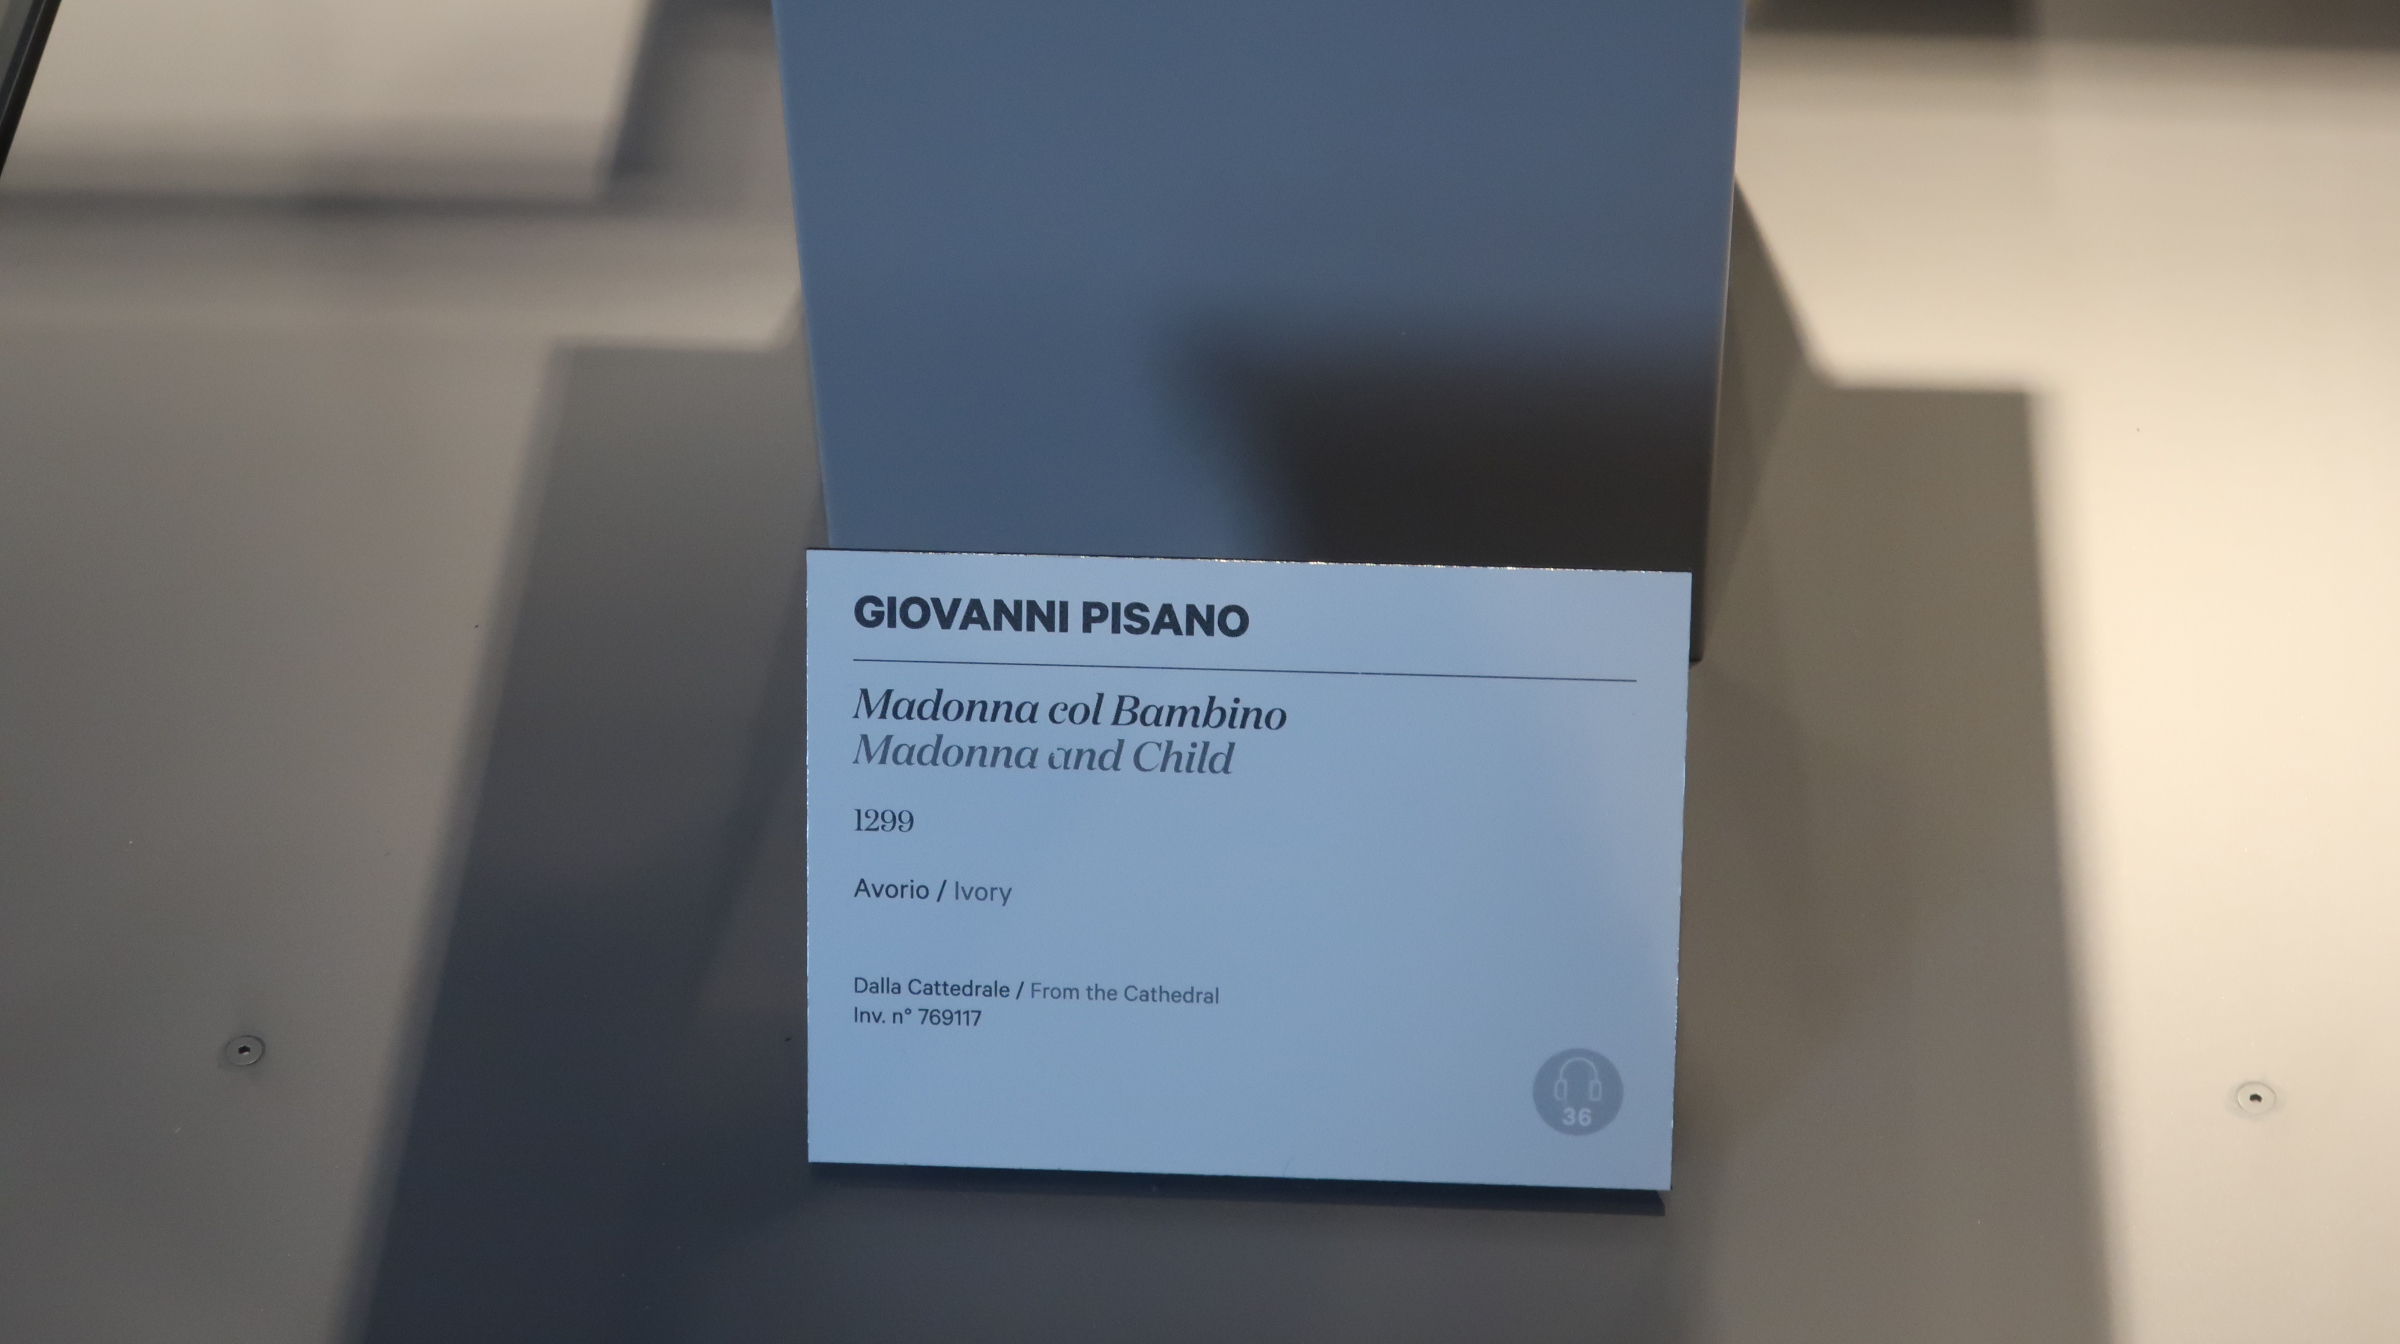 GIOVANNI PISANO
Madonna col Bambino
Madonna and Child
1299
Avorio / Ivory
Dalla Cattedrale / From the Cathedral
Inv. n° 769117
36